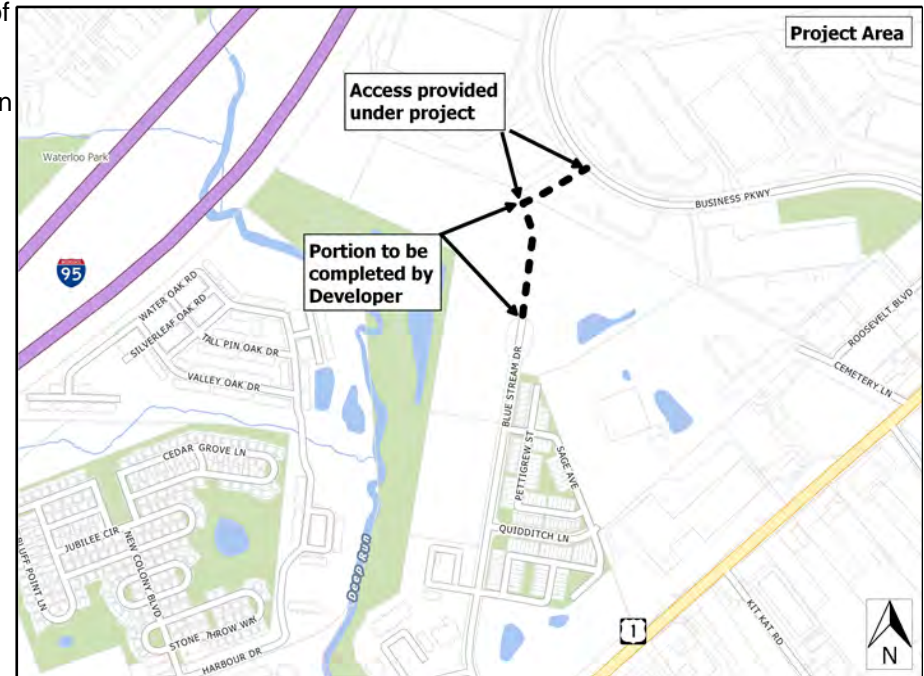 of
n
Project Area
Access provided
under project
Waterloo Park
BUSINESS PKWY
Portion to be
completed by
Developer
95
WATER OAK RD
SILVERLEAF OAK RD
TALL PIN OAK DR
VALLEY OAK DR
ROOSEVELT BLVD
CEMETERY LN
BLUE STREAM DR
PETTIGREW ST
SAGE AVE
CEDAR GROVE LN
JUBILEE CIR
QUIDDITCH LN
BLUFF POINT LN
NEW COLONY BLVD
Deep Run
KIT KAT RD
1
STONE THROW WAY
HARBOUR DR
N